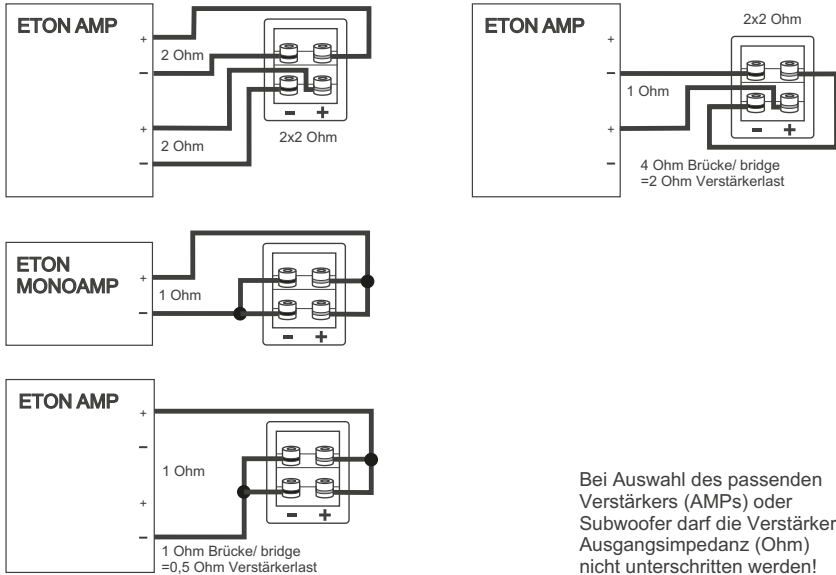 ETON AMP
+
2 Ohm
−
+
2 Ohm
−
− +
2x2 Ohm
ETON AMP
+
−
1 Ohm
+
−
2x2 Ohm
− +
4 Ohm Brücke/ bridge
=2 Ohm Verstärkerlast
ETON
MONOAMP
+
1 Ohm
−
− +
ETON AMP
+
−
1 Ohm
+
−
− +
1 Ohm Brücke/ bridge
=0,5 Ohm Verstärkerlast
Bei Auswahl des passenden
Verstärkers (AMPs) oder
Subwoofer darf die Verstärker
Ausgangsimpedanz (Ohm)
nicht unterschritten werden!